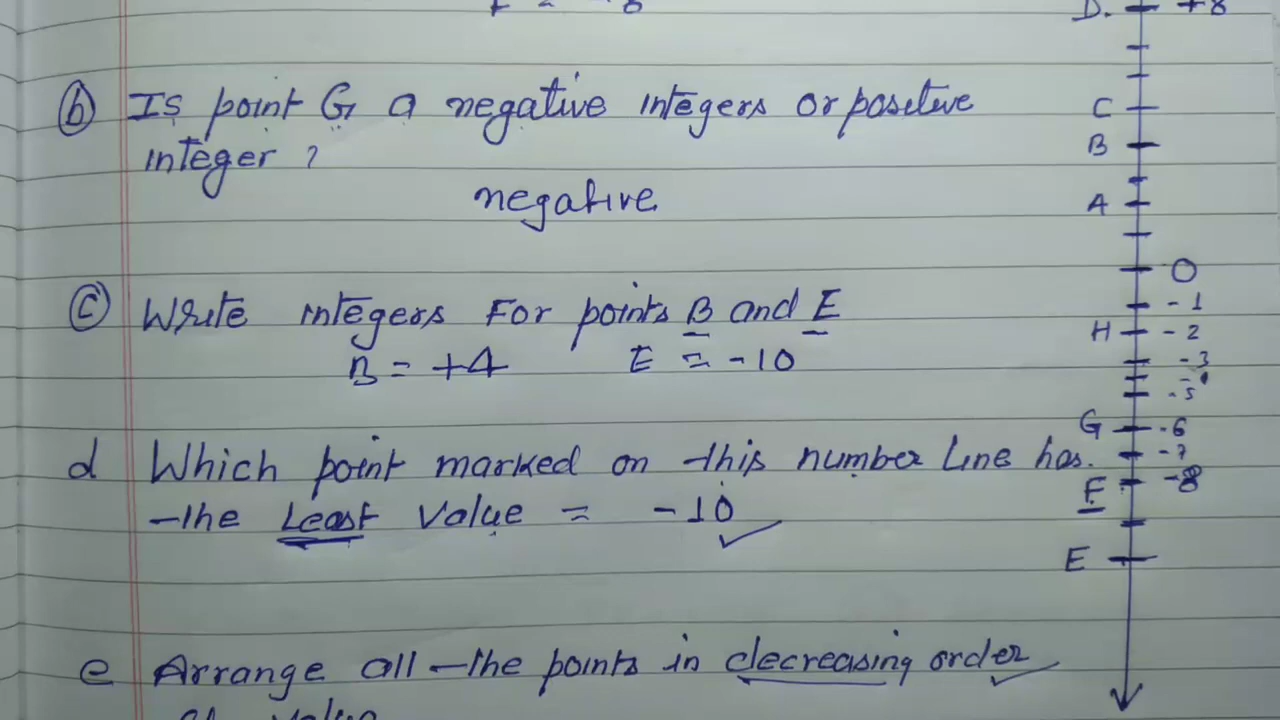 D. +8
(b) Is point G a negative integers or positive
integer ?
negative
(c) Write integers For points B and E
B = +4 E = -10
d Which point marked on this number Line has.
the Least Value = -10
e Arrange all the points in decreasing order
value
C
B
A
0
-1
H -2
-3
-5
G -6
-7
F -8
E